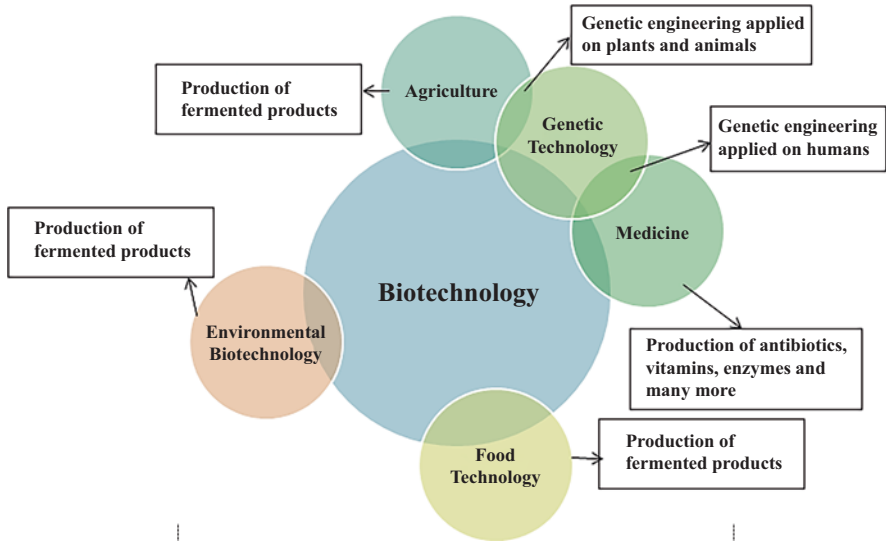 Genetic engineering applied
on plants and animals
Production of
fermented products
Agriculture
Genetic
Technology
Genetic engineering
applied on humans
Production of
fermented products
Medicine
Biotechnology
Environmental
Biotechnology
Production of antibiotics,
vitamins, enzymes and
many more
Food
Technology
Production of
fermented products